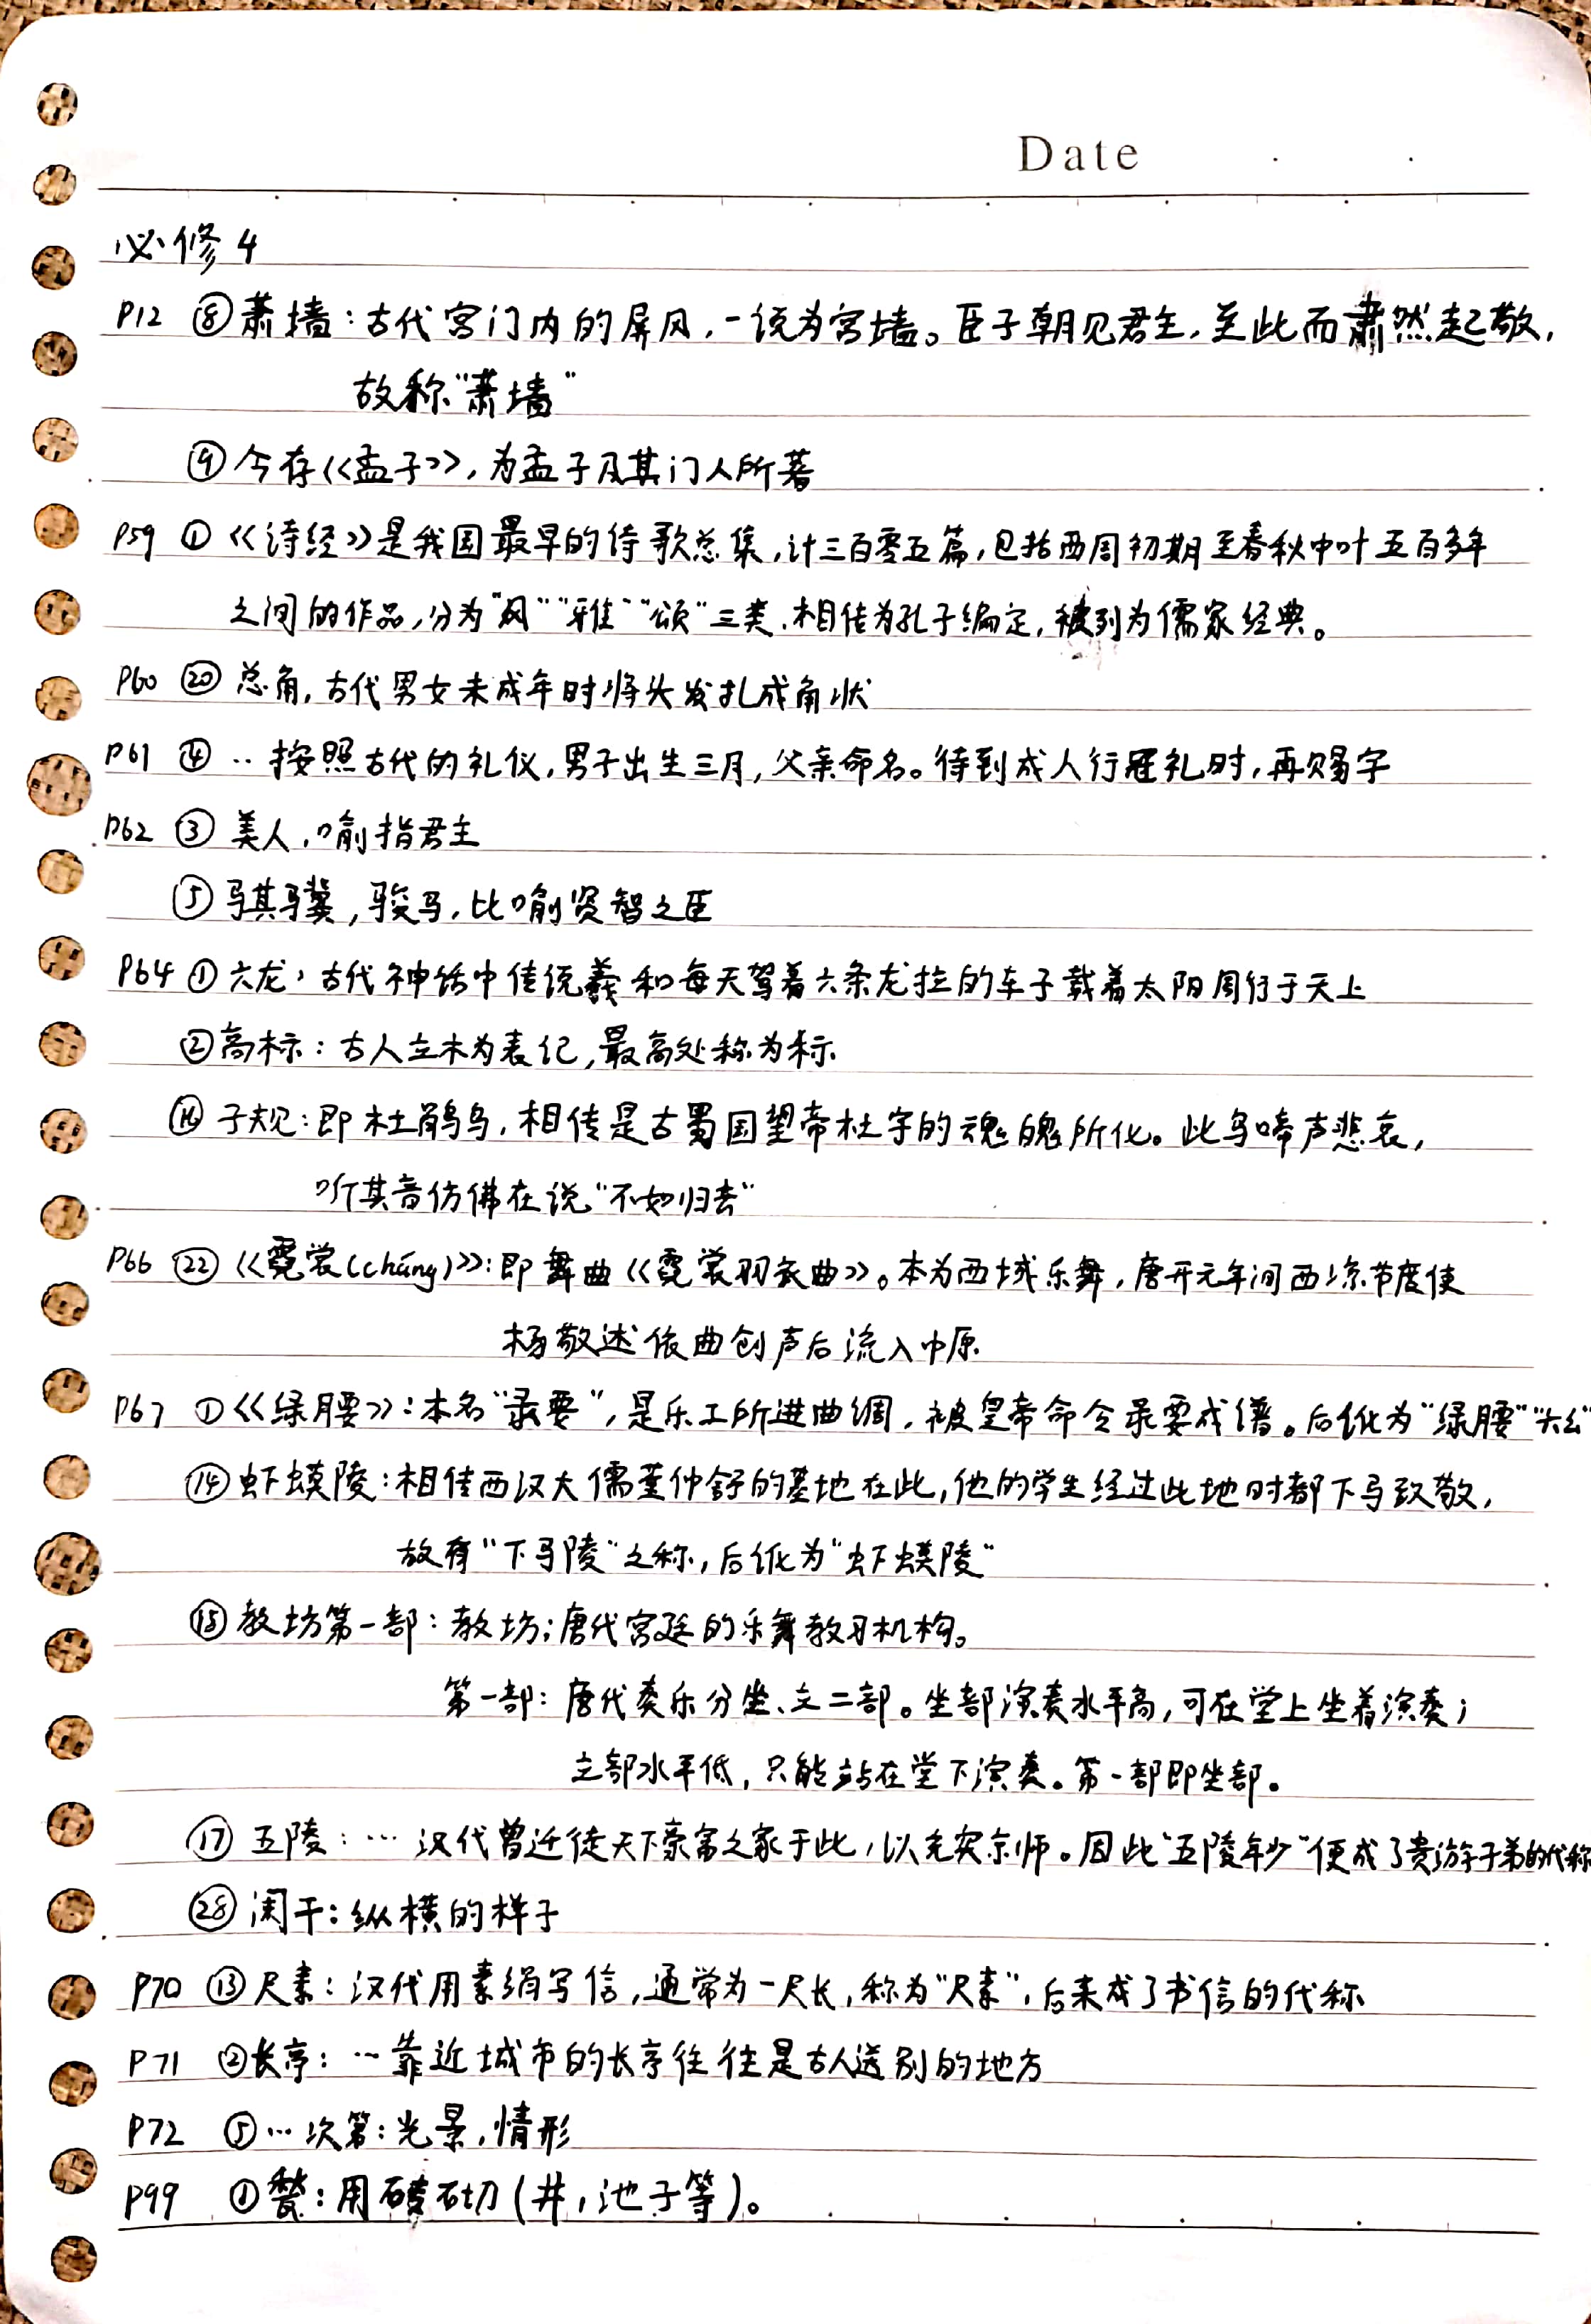 Date
必修4
P12 ⑧萧墙：古代宫门内的屏风，一说为宫墙。臣子朝见君主，至此而肃然起敬，
故称“萧墙”
⑨今存《孟子》，为孟子及其门人所著
P59 ①《诗经》是我国最早的诗歌总集，计三百零五篇，包括西周初期至春秋中叶五百多年
之间的作品，分为“风”“雅”“颂”三类，相传为孔子编定，被列为儒家经典。
P60 ⑳总角，古代男女未成年时将头发扎成角状
P61 ④‥按照古代的礼仪，男子出生三月，父亲命名。待到成人行冠礼时，再赐字
P62 ③美人，喻指君主
⑤骐骥，骏马，比喻贤智之臣
P64 ①六龙，古代神话中传说羲和每天驾着六条龙拉的车子载着太阳周行于天上
②高标：古人立木为表记，最高处称为标
⑯子规：即杜鹃鸟，相传是古蜀国望帝杜宇的魂魄所化。此鸟啼声悲哀，
听其音仿佛在说“不如归去”
P66 ㉒《霓裳(cháng)》：即舞曲《霓裳羽衣曲》。本为西域乐舞，唐开元年间西凉节度使
杨敬述依曲创声后流入中原
P67 ①《绿腰》：本名“录要”，是乐工所进曲调，被皇帝命令录要成谱。后讹为“绿腰”“六幺”
⑭虾蟆陵：相传西汉大儒董仲舒的墓地在此，他的学生经过此地时都下马致敬，
故有“下马陵”之称，后讹为“虾蟆陵”
⑮教坊第一部：教坊；唐代宫廷的乐舞教习机构。
第一部：唐代奏乐分坐、立二部。坐部演奏水平高，可在堂上坐着演奏；
立部水平低，只能站在堂下演奏。第一部即坐部。
⑰五陵：…汉代曾迁徙天下豪富之家于此，以充实京师。因此“五陵年少”便成了贵游子弟的代称
㉘阑干：纵横的样子
P70 ⑬尺素：汉代用素绢写信，通常为一尺长，称为“尺素”，后来成了书信的代称
P71 ②长亭：…靠近城市的长亭往往是古人送别的地方
P72 ⑤…次第：光景，情形
P99 ①甃：用砖砌(井，池子等)。